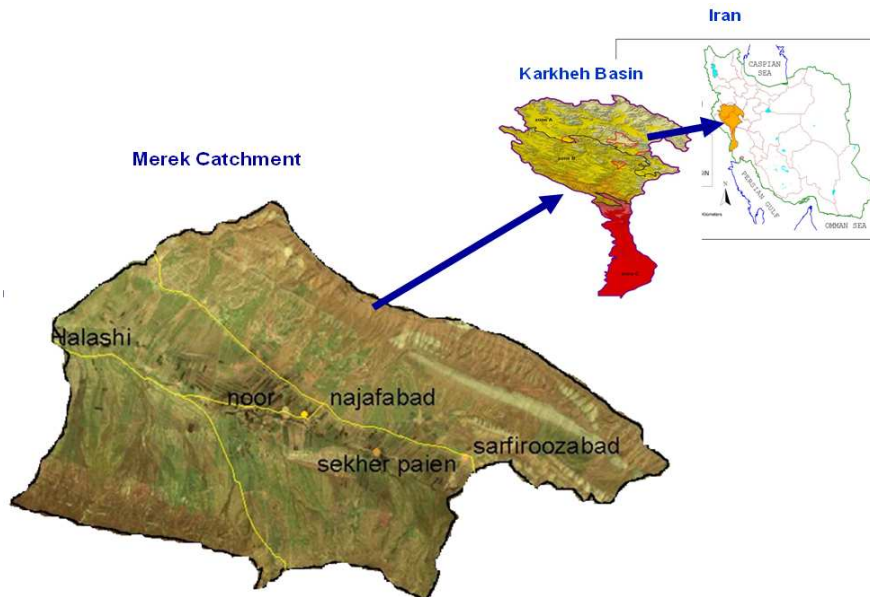 Iran
Karkheh Basin
CASPIAN
SEA
Merek Catchment
PERSIAN GULF
N
OMMAN SEA
Halashi
noor
najafabad
sekher paien
sarfiroozabad